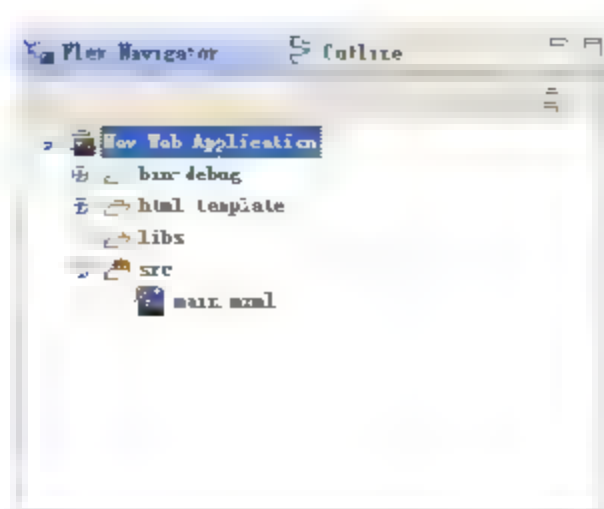 Flex Navigator Outline
New Web Application
bin-debug
html-template
libs
src
main.mxml